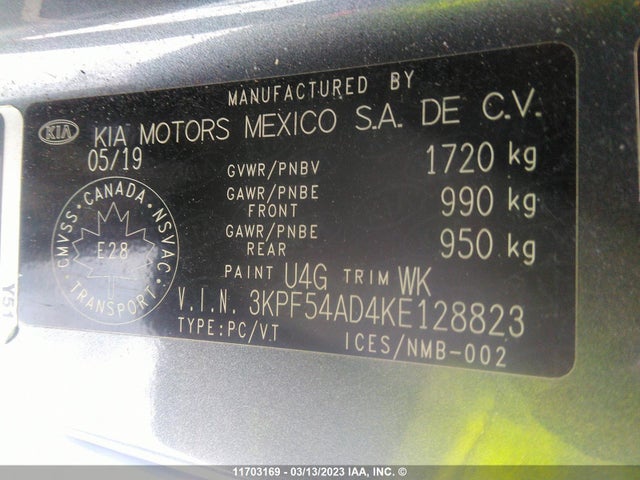 MANUFACTURED BY
KIA KIA MOTORS MEXICO S.A. DE C.V.
05/19
GVWR/PNBV 1720 kg
GAWR/PNBE FRONT 990 kg
GAWR/PNBE REAR 950 kg
CMVSS • CANADA • NSVAC • TRANSPORT •
E28
PAINT U4G TRIM WK
V.I.N. 3KPF54AD4KE128823
TYPE:PC/VT ICES/NMB-002
Y51
11703169 - 03/13/2023 IAA, INC. ©